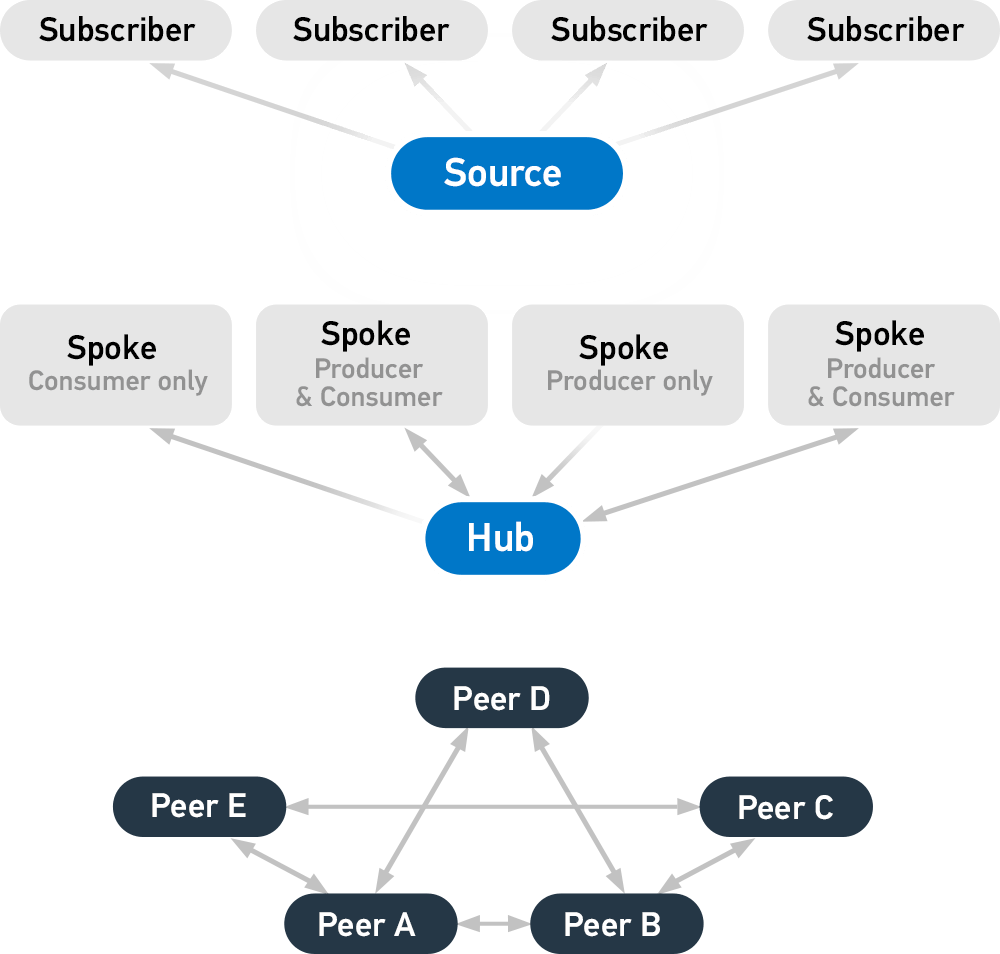 Subscriber
Subscriber
Subscriber
Subscriber
Source
Spoke
Consumer only
Spoke
Producer
& Consumer
Spoke
Producer only
Spoke
Producer
& Consumer
Hub
Peer D
Peer E
Peer C
Peer A
Peer B